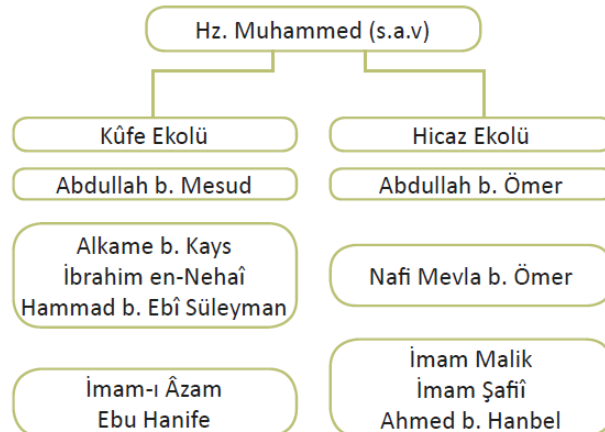 Hz. Muhammed (s.a.v)
Kûfe Ekolü
Hicaz Ekolü
Abdullah b. Mesud
Abdullah b. Ömer
Alkame b. Kays
İbrahim en-Nehaî
Hammad b. Ebî Süleyman
Nafi Mevla b. Ömer
İmam-ı Âzam
Ebu Hanife
İmam Malik
İmam Şafiî
Ahmed b. Hanbel